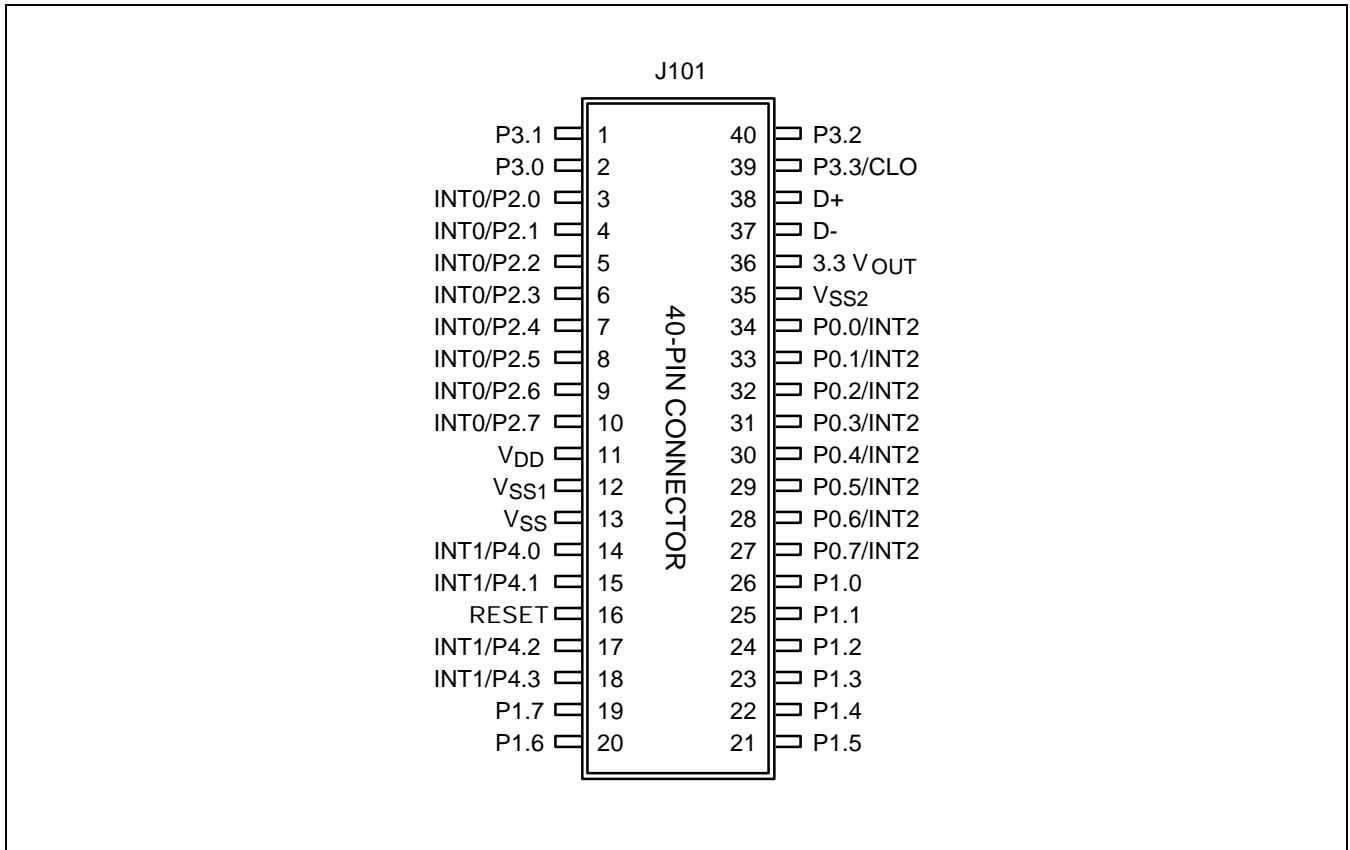 J101
P3.1 1 40 P3.2
P3.0 2 39 P3.3/CLO
INT0/P2.0 3 38 D+
INT0/P2.1 4 37 D-
INT0/P2.2 5 36 3.3 VOUT
INT0/P2.3 6 35 VSS2
INT0/P2.4 7 34 P0.0/INT2
INT0/P2.5 8 33 P0.1/INT2
INT0/P2.6 9 32 P0.2/INT2
INT0/P2.7 10 31 P0.3/INT2
VDD 11 30 P0.4/INT2
VSS1 12 29 P0.5/INT2
VSS 13 28 P0.6/INT2
INT1/P4.0 14 27 P0.7/INT2
INT1/P4.1 15 26 P1.0
RESET 16 25 P1.1
INT1/P4.2 17 24 P1.2
INT1/P4.3 18 23 P1.3
P1.7 19 22 P1.4
P1.6 20 21 P1.5
40-PIN CONNECTOR